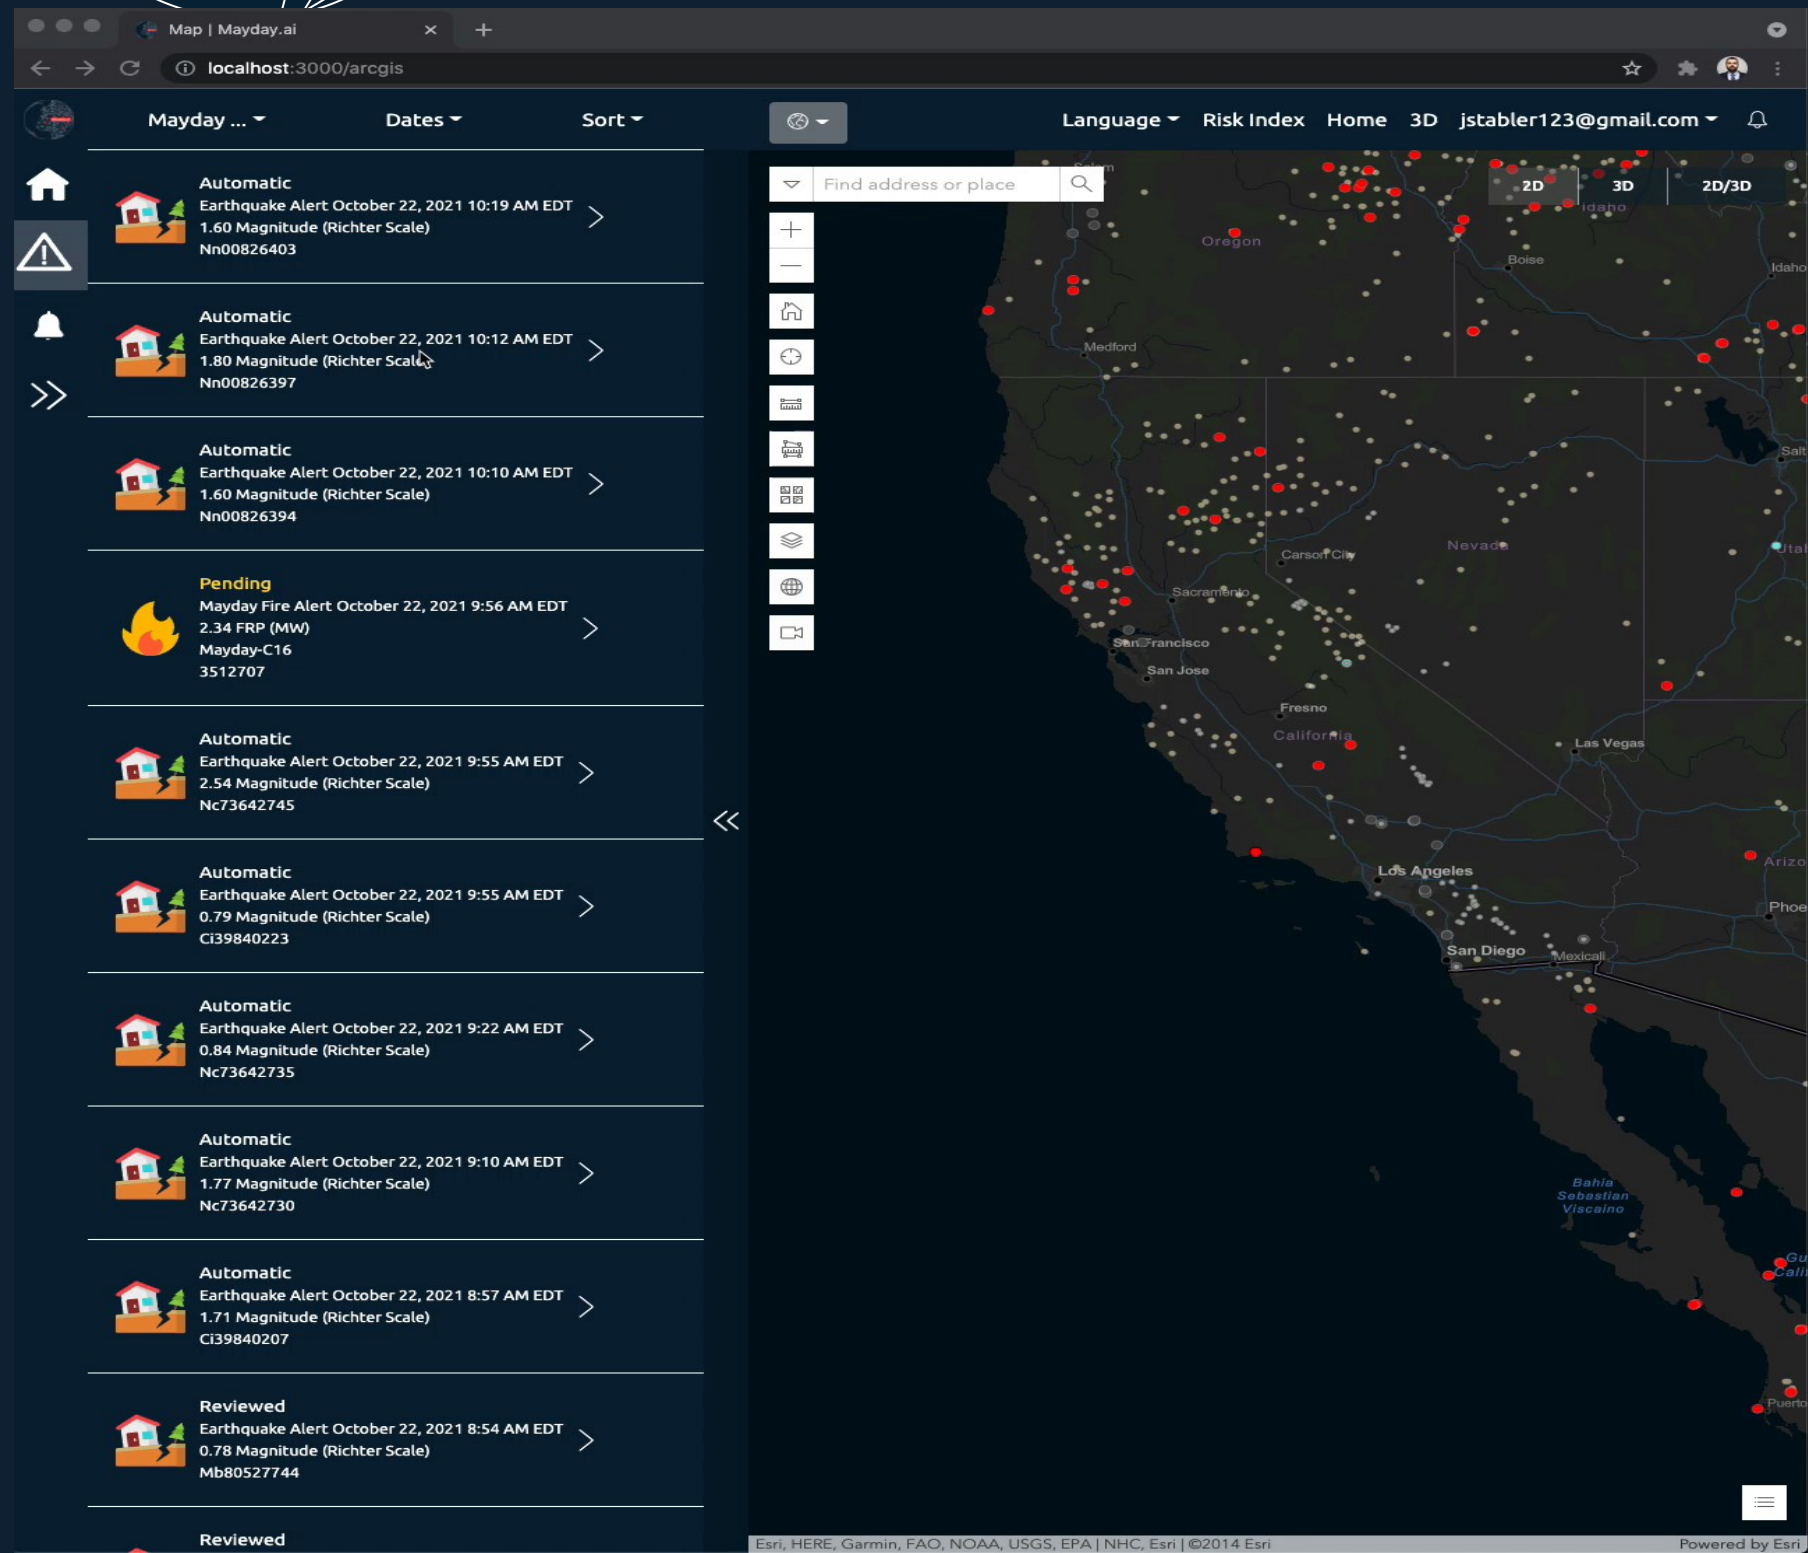 Map | Mayday.ai
localhost:3000/arcgis
Mayday ...
Dates
Sort
Language
Risk Index
Home
3D
jstabler123@gmail.com
Automatic
Earthquake Alert October 22, 2021 10:19 AM EDT
1.60 Magnitude (Richter Scale)
Nn00826403
Automatic
Earthquake Alert October 22, 2021 10:12 AM EDT
1.80 Magnitude (Richter Scale)
Nn00826397
Automatic
Earthquake Alert October 22, 2021 10:10 AM EDT
1.60 Magnitude (Richter Scale)
Nn00826394
Pending
Mayday Fire Alert October 22, 2021 9:56 AM EDT
2.34 FRP (MW)
Mayday-C16
3512707
Automatic
Earthquake Alert October 22, 2021 9:55 AM EDT
2.54 Magnitude (Richter Scale)
Nc73642745
Automatic
Earthquake Alert October 22, 2021 9:55 AM EDT
0.79 Magnitude (Richter Scale)
Ci39840223
Automatic
Earthquake Alert October 22, 2021 9:22 AM EDT
0.84 Magnitude (Richter Scale)
Nc73642735
Automatic
Earthquake Alert October 22, 2021 9:10 AM EDT
1.77 Magnitude (Richter Scale)
Nc73642730
Automatic
Earthquake Alert October 22, 2021 8:57 AM EDT
1.71 Magnitude (Richter Scale)
Ci39840207
Reviewed
Earthquake Alert October 22, 2021 8:54 AM EDT
0.78 Magnitude (Richter Scale)
Mb80527744
Reviewed
Find address or place
2D
3D
2D/3D
Salem
Idaho
Oregon
Boise
Idaho
Medford
Salt
Carson City
Nevada
Utah
Sacramento
San Francisco
San Jose
Fresno
California
Las Vegas
Los Angeles
Arizo
Phoe
San Diego
Mexicali
Bahia
Sebastian
Viscaino
Gu
Cali
Puerto
Esri, HERE, Garmin, FAO, NOAA, USGS, EPA | NHC, Esri | ©2014 Esri
Powered by Esri